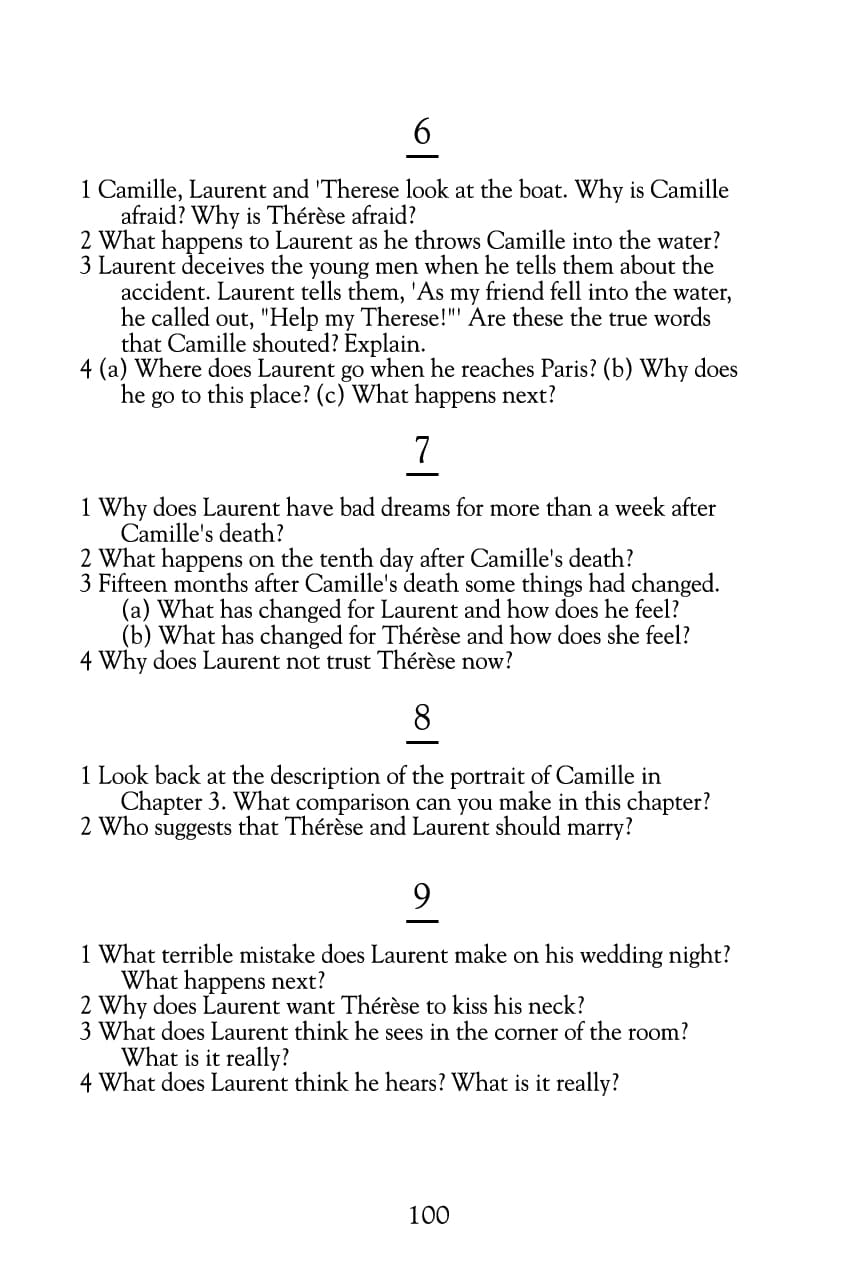 6
1 Camille, Laurent and 'Therese look at the boat. Why is Camille
afraid? Why is Thérèse afraid?
2 What happens to Laurent as he throws Camille into the water?
3 Laurent deceives the young men when he tells them about the
accident. Laurent tells them, 'As my friend fell into the water,
he called out, "Help my Therese!"' Are these the true words
that Camille shouted? Explain.
4 (a) Where does Laurent go when he reaches Paris? (b) Why does
he go to this place? (c) What happens next?
7
1 Why does Laurent have bad dreams for more than a week after
Camille's death?
2 What happens on the tenth day after Camille's death?
3 Fifteen months after Camille's death some things had changed.
(a) What has changed for Laurent and how does he feel?
(b) What has changed for Thérèse and how does she feel?
4 Why does Laurent not trust Thérèse now?
8
1 Look back at the description of the portrait of Camille in
Chapter 3. What comparison can you make in this chapter?
2 Who suggests that Thérèse and Laurent should marry?
9
1 What terrible mistake does Laurent make on his wedding night?
What happens next?
2 Why does Laurent want Thérèse to kiss his neck?
3 What does Laurent think he sees in the corner of the room?
What is it really?
4 What does Laurent think he hears? What is it really?
100